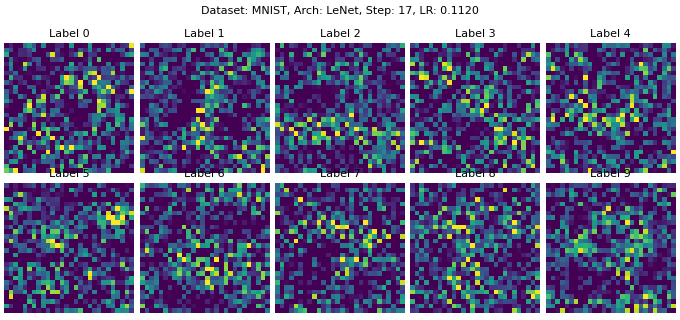 Dataset: MNIST, Arch: LeNet, Step: 17, LR: 0.1120
Label 0 Label 1 Label 2 Label 3 Label 4
Label 5 Label 6 Label 7 Label 8 Label 9